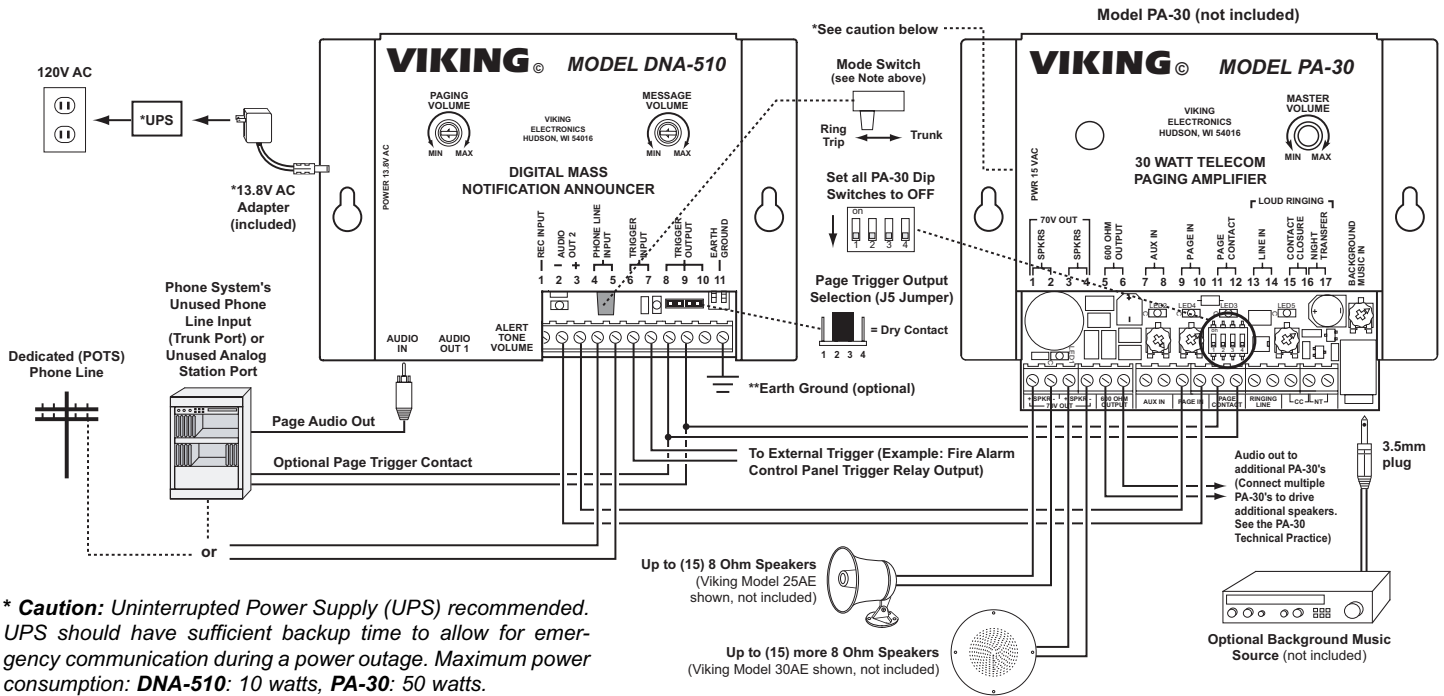 Model PA-30 (not included)
*See caution below
120V AC
*UPS
*13.8V AC
Adapter
(included)
VIKING© MODEL DNA-510
PAGING
VOLUME
MIN MAX
VIKING
ELECTRONICS
HUDSON, WI 54016
MESSAGE
VOLUME
MIN MAX
POWER 13.8V AC
DIGITAL MASS
NOTIFICATION ANNOUNCER
REC INPUT
AUDIO
OUT 2
– +
PHONE LINE
INPUT
TRIGGER
INPUT
TRIGGER
OUTPUT
EARTH
GROUND
1 2 3 4 5 6 7 8 9 10 11
AUDIO
IN
AUDIO
OUT 1
ALERT
TONE
VOLUME
Mode Switch
(see Note above)
Ring
Trip
Trunk
Set all PA-30 Dip
Switches to OFF
on
1 2 3 4
Page Trigger Output
Selection (J5 Jumper)
= Dry Contact
1 2 3 4
**Earth Ground (optional)
VIKING© MODEL PA-30
VIKING
ELECTRONICS
HUDSON, WI 54016
MASTER
VOLUME
MIN MAX
PWR 15 VAC
30 WATT TELECOM
PAGING AMPLIFIER
70V OUT
SPKRS
SPKRS
600 OHM
OUTPUT
AUX IN
PAGE IN
PAGE
CONTACT
LOUD RINGING
LINE IN
CONTACT
CLOSURE
NIGHT
TRANSFER
BACKGROUND
MUSIC IN
1 2 3 4 5 6 7 8 9 10 11 12 13 14 15 16 17
LED2
LED4
LED3
LED5
LED1
on
1 2 3 4
+ SPKR - + SPKR -
70V OUT
600 OHM
OUTPUT
AUX IN
PAGE IN
PAGE
CONTACT
RINGING
LINE
CC NT
Phone System's
Unused Phone
Line Input
(Trunk Port) or
Unused Analog
Station Port
Dedicated (POTS)
Phone Line
Page Audio Out
Optional Page Trigger Contact
or
To External Trigger (Example: Fire Alarm
Control Panel Trigger Relay Output)
Audio out to
additional PA-30's
(Connect multiple
PA-30's to drive
additional speakers.
See the PA-30
Technical Practice)
3.5mm
plug
Up to (15) 8 Ohm Speakers
(Viking Model 25AE
shown, not included)
Up to (15) more 8 Ohm Speakers
(Viking Model 30AE shown, not included)
Optional Background Music
Source (not included)
* Caution: Uninterrupted Power Supply (UPS) recommended.
UPS should have sufficient backup time to allow for emer-
gency communication during a power outage. Maximum power
consumption: DNA-510: 10 watts, PA-30: 50 watts.